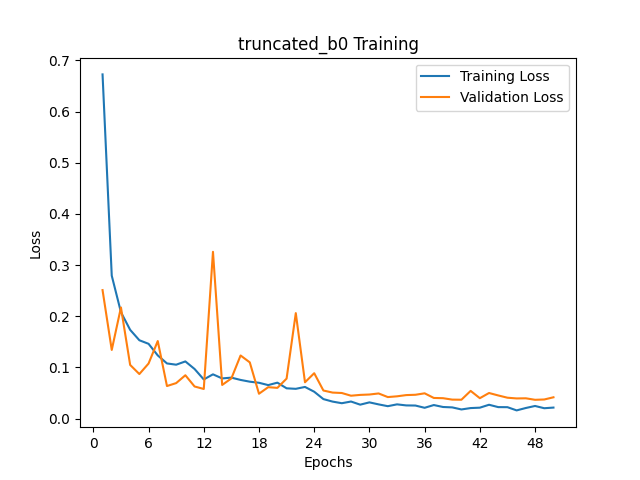 truncated_b0 Training
Training Loss
Validation Loss
0.7
0.6
0.5
0.4
0.3
0.2
0.1
0.0
Loss
0 6 12 18 24 30 36 42 48
Epochs